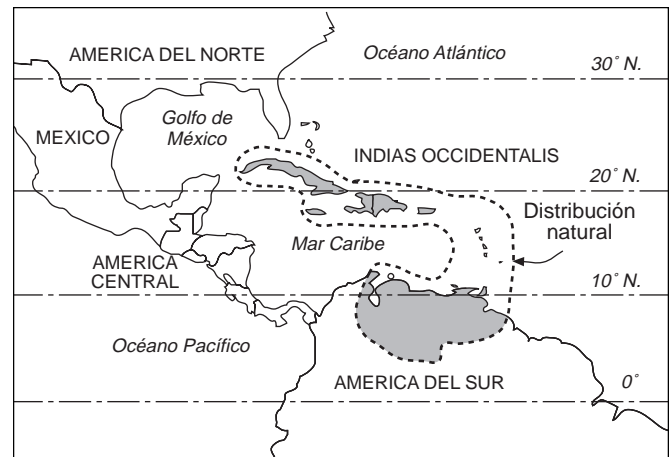 AMERICA DEL NORTE
Océano Atlántico
30° N.
Golfo de
México
MEXICO
INDIAS OCCIDENTALIS
20° N.
Distribución
natural
Mar Caribe
AMERICA
CENTRAL
10° N.
Océano Pacífico
AMERICA DEL SUR
0°